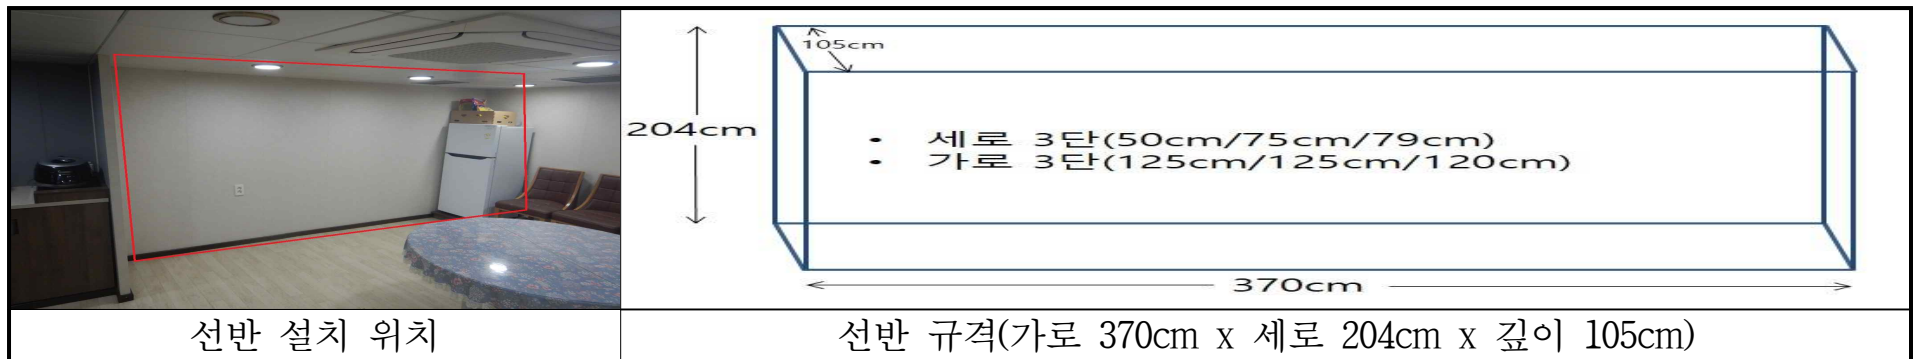 105cm
204cm
• 세로 3단(50cm/75cm/79cm)
• 가로 3단(125cm/125cm/120cm)
370cm
선반 설치 위치
선반 규격(가로 370cm x 세로 204cm x 깊이 105cm)